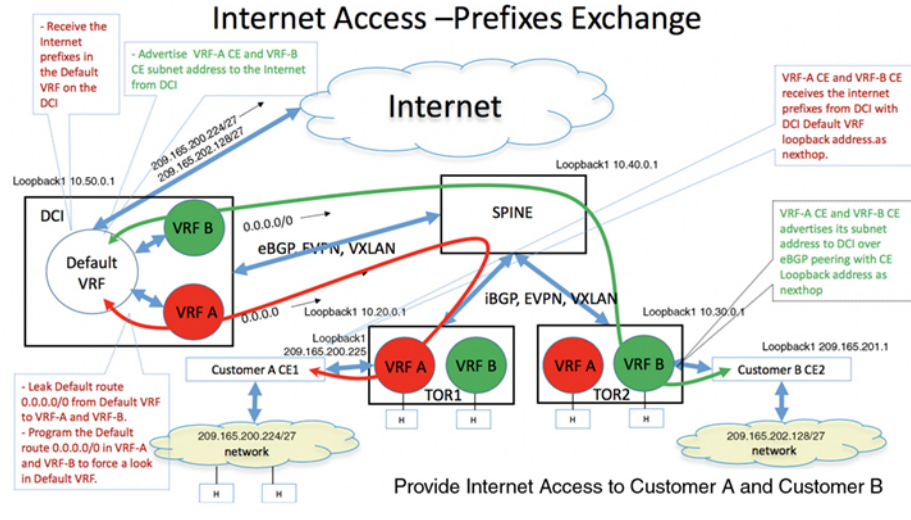 Internet Access –Prefixes Exchange
- Receive the
Internet
prefixes in
the Default
VRF on the
DCI
- Advertise VRF-A CE and VRF-B
CE subnet address to the Internet
from DCI
Internet
209.165.200.224/27
209.165.202.128/27
VRF-A CE and VRF-B CE
receives the internet
prefixes from DCI with
DCI Default VRF
loopback address.as
nexthop.
Loopback1 10.50.0.1
Loopback1 10.40.0.1
DCI
VRF B
Default
VRF
VRF A
0.0.0.0/0
SPINE
eBGP, EVPN, VXLAN
VRF-A CE and VRF-B CE
advertises its subnet
address to DCI over
eBGP peering with CE
Loopback address as
nexthop
0.0.0.0
iBGP, EVPN, VXLAN
Loopback1 10.20.0.1
Loopback1 10.30.0.1
Loopback1
209.165.200.225
Loopback1 209.165.201.1
Customer A CE1
VRF A
VRF B
TOR1
VRF A
VRF B
TOR2
Customer B CE2
H
H
H
H
- Leak Default route
0.0.0.0/0 from Default VRF
to VRF-A and VRF-B.
- Program the Default
route 0.0.0.0/0 in VRF-A
and VRF-B to force a look
in Default VRF.
209.165.200.224/27
network
209.165.202.128/27
network
H
H
Provide Internet Access to Customer A and Customer B